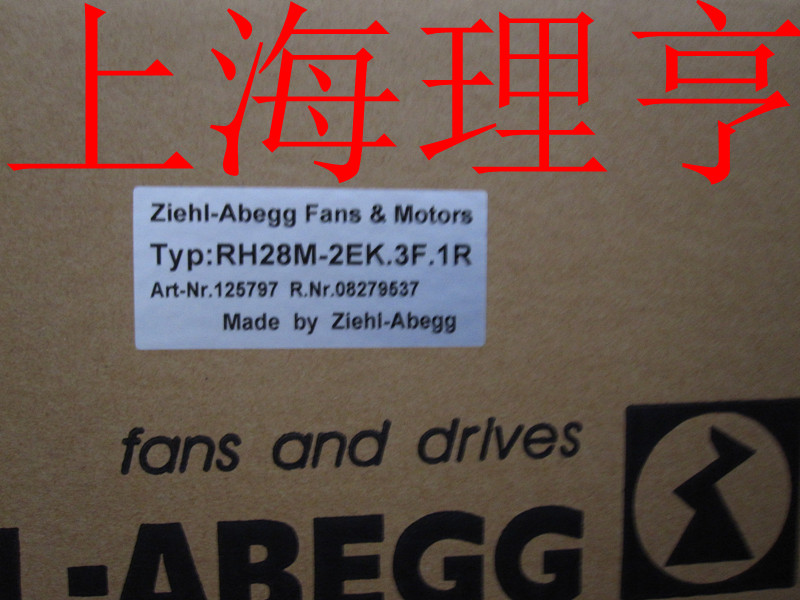 上海理亨
Ziehl-Abegg Fans & Motors
Typ:RH28M-2EK.3F.1R
Art-Nr.125797 R.Nr.08279537
Made by Ziehl-Abegg
fans and drives
L-ABEGG